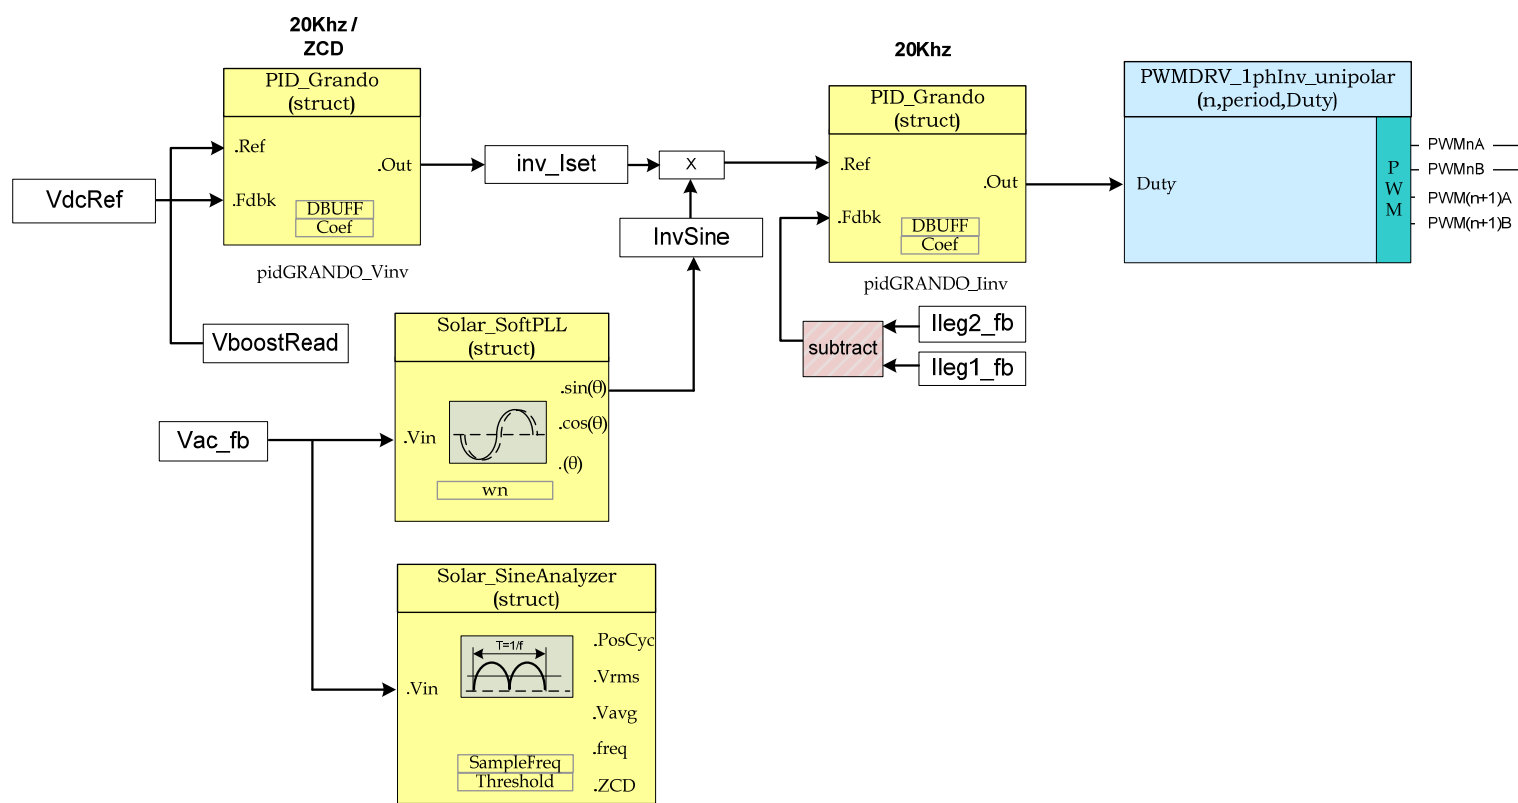 20Khz /
ZCD
PID_Grando
(struct)
.Ref
.Out
.Fdbk
DBUFF
Coef
pidGRANDO_Vinv
VdcRef
VboostRead
inv_Iset
X
InvSine
20Khz
PID_Grando
(struct)
.Ref
.Out
.Fdbk
DBUFF
Coef
pidGRANDO_Iinv
subtract
Ileg2_fb
Ileg1_fb
PWMDRV_1phInv_unipolar
(n,period,Duty)
Duty
P
W
M
PWMnA
PWMnB
PWM(n+1)A
PWM(n+1)B
Vac_fb
Solar_SoftPLL
(struct)
.sin(θ)
.Vin
.cos(θ)
.(θ)
wn
Solar_SineAnalyzer
(struct)
T=1/f
.PosCyc
.Vrms
.Vin
.Vavg
.freq
SampleFreq
Threshold
.ZCD